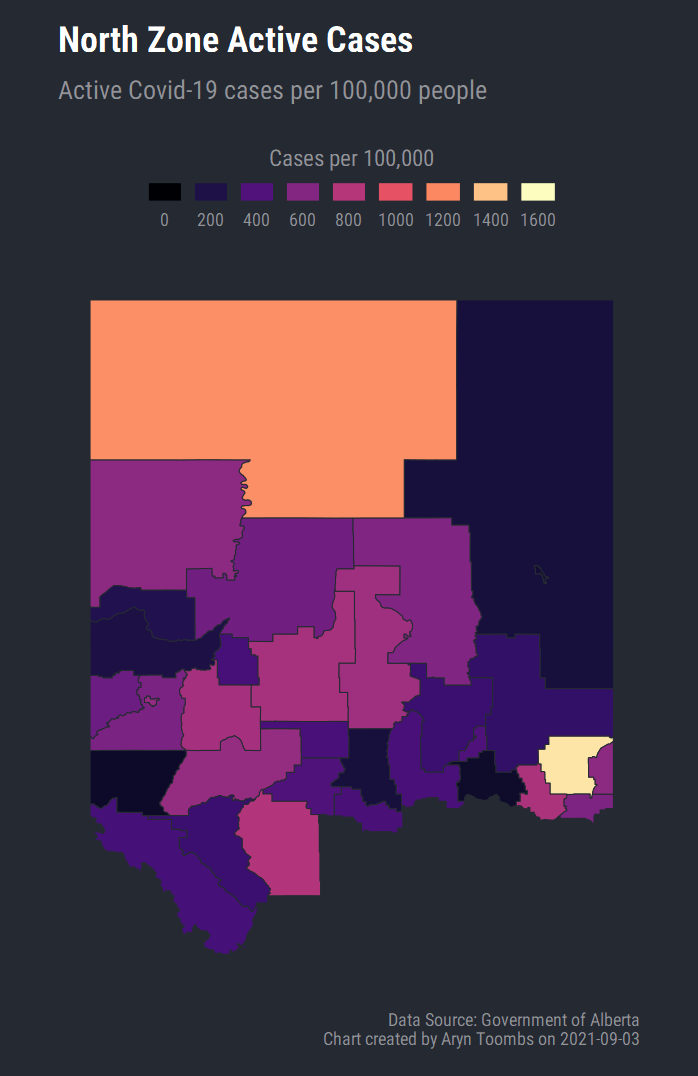 North Zone Active Cases
Active Covid-19 cases per 100,000 people
Cases per 100,000
0 200 400 600 800 1000 1200 1400 1600
Data Source: Government of Alberta
Chart created by Aryn Toombs on 2021-09-03